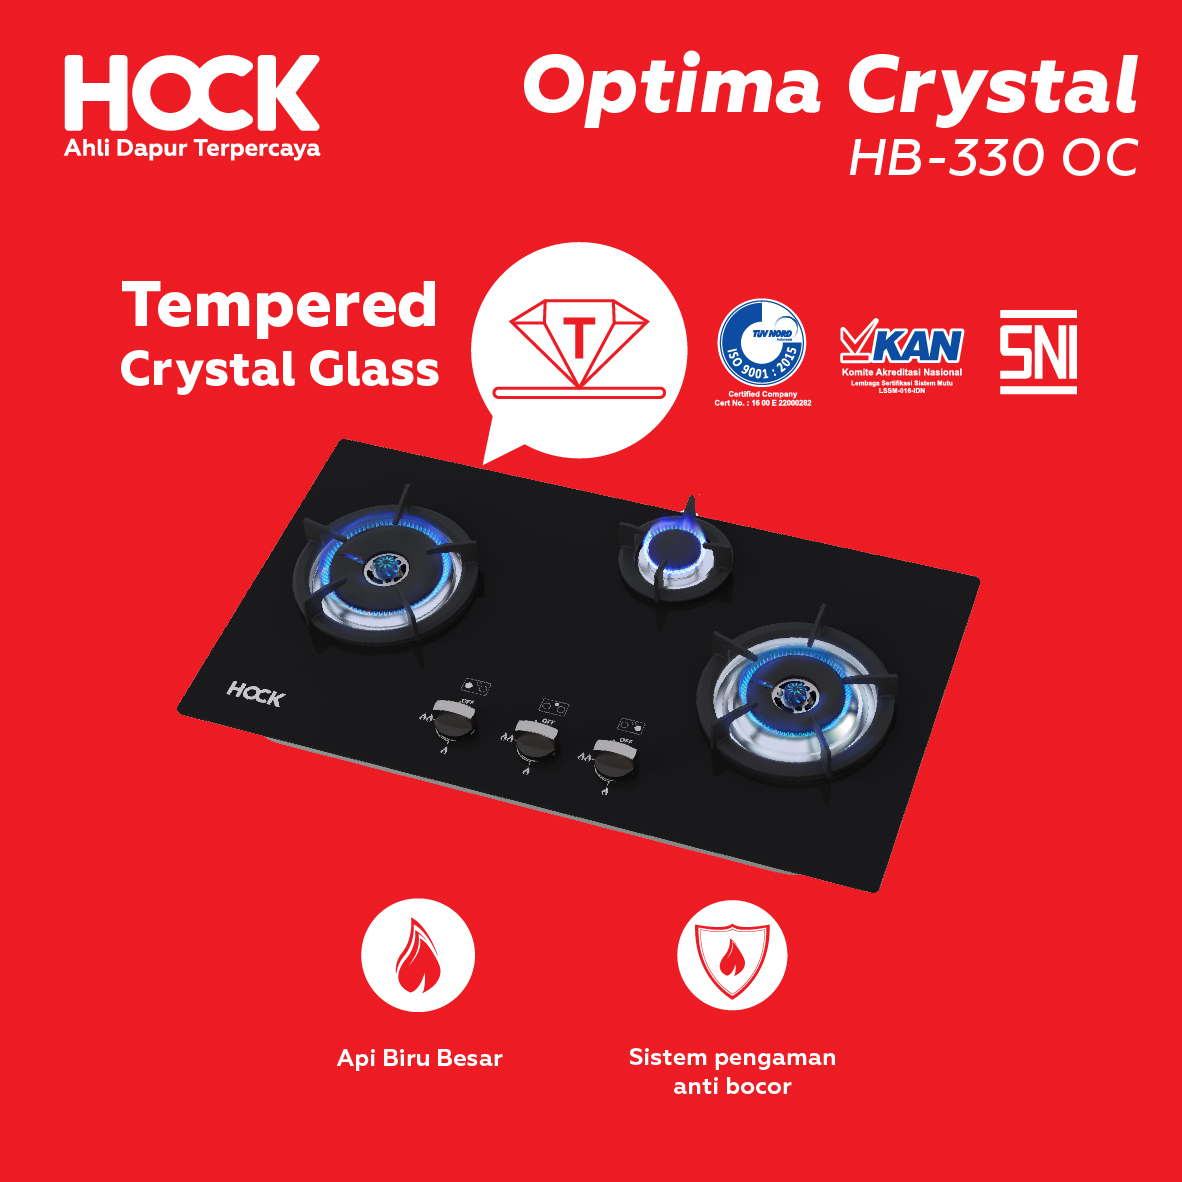 HOCK
Ahli Dapur Terpercaya
Optima Crystal
HB-330 OC
Tempered
Crystal Glass
T
TÜV NORD
Indonesia
ISO 9001 : 2015
Certified Company
Cert No. : 16 00 E 22000282
KAN
Komite Akreditasi Nasional
Lembaga Sertifikasi Sistem Mutu
LSSM-016-IDN
SNI
HOCK
OFF
OFF
OFF
Api Biru Besar
Sistem pengaman
anti bocor